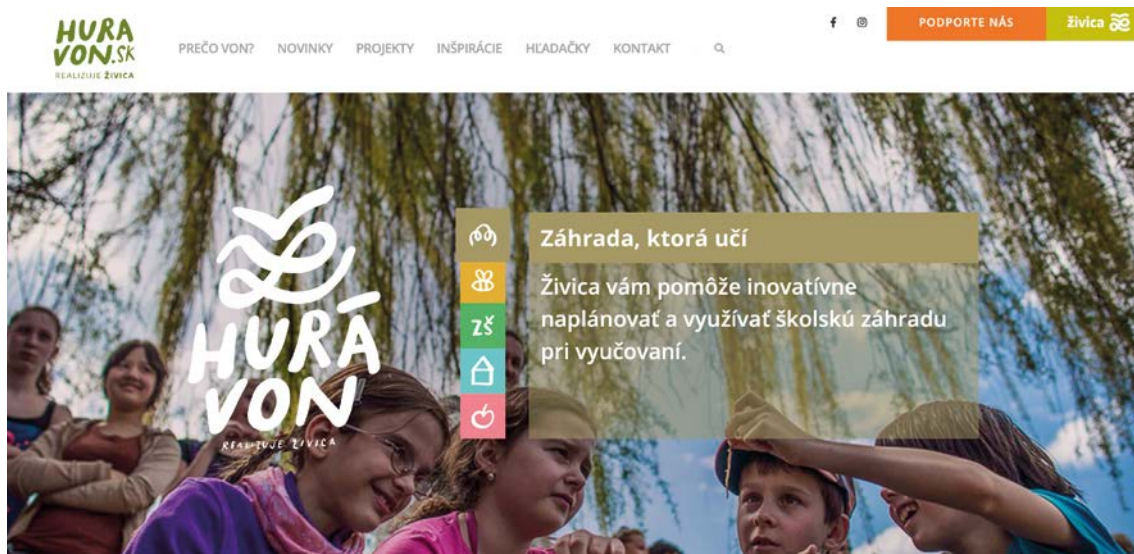 HURA
VON.SK
REALIZUJE ŽIVICA
PREČO VON? NOVINKY PROJEKTY INŠPIRÁCIE HĽADAČKY KONTAKT
PODPORTE NÁS
živica
HURÁ
VON
REALIZUJE ŽIVICA
ZŠ
Záhrada, ktorá učí
Živica vám pomôže inovatívne
naplánovať a využívať školskú záhradu
pri vyučovaní.